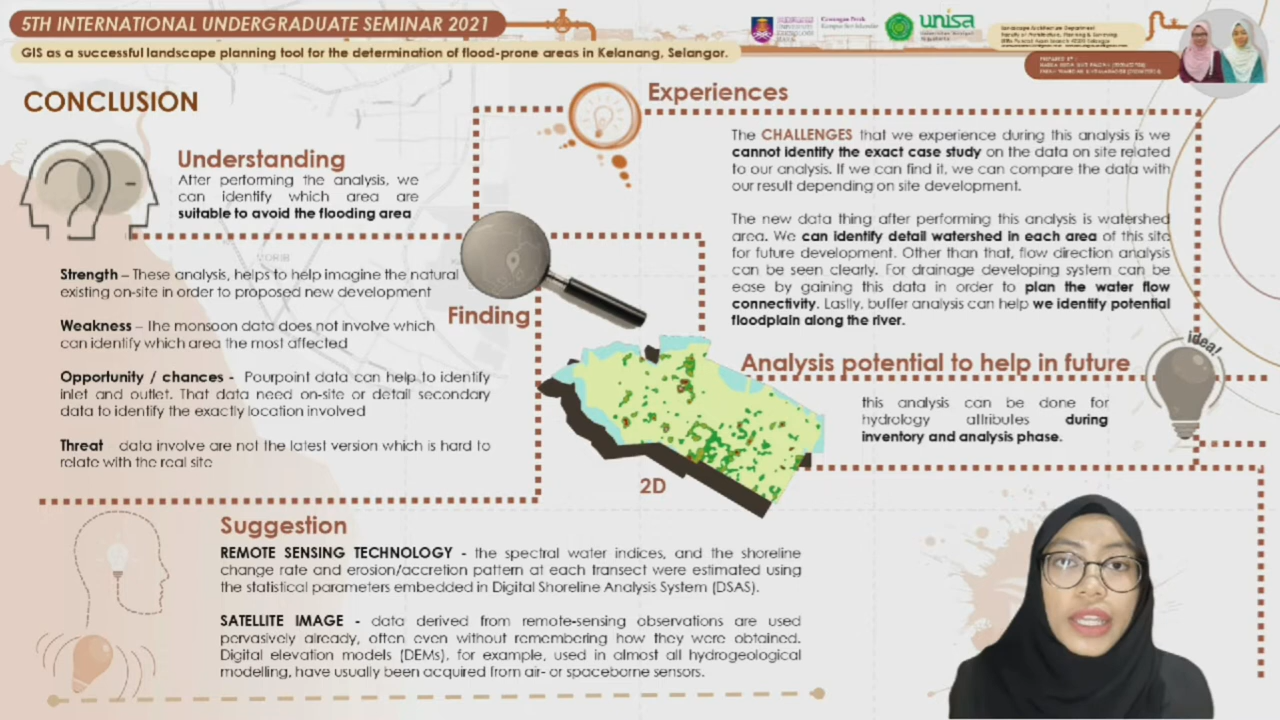 5TH INTERNATIONAL UNDERGRADUATE SEMINAR 2021
GIS as a successful landscape planning tools in the identification of flood-prone areas in Kelanang, Selangor.
unisa
PREPARED BY :
CONCLUSION
Understanding
After performing the analysis, we
can identify which area are
suitable to avoid the flooding area
Strength – These analysis, helps to help imagine the natural
existing on-site in order to proposed new development
Weakness – The monsoon data does not involve which
can identify which area the most affected
Opportunity / chances - Pourpoint data can help to identify
inlet and outlet. That data need on-site or detail secondary
data to identify the exactly location involved
Threat data involve are not the latest version which is hard to
relate with the real site
Finding
2D
Experiences
The CHALLENGES that we experience during this analysis is we
cannot identify the exact case study on the data on site related
to our analysis. If we can find it, we can compare the data with
our result depending on site development.
The new data thing after performing this analysis is watershed
area. We can identify detail watershed in each area of this site
for future development. Other than that, flow direction analysis
can be seen clearly. For drainage developing system can be
ease by gaining this data in order to plan the water flow
connectivity. Lastly, buffer analysis can help we identify potential
floodplain along the river.
idea!
Analysis potential to help in future
this analysis can be done for
hydrology attributes during
inventory and analysis phase.
Suggestion
REMOTE SENSING TECHNOLOGY - the spectral water indices, and the shoreline
change rate and erosion/accretion pattern at each transect were estimated using
the statistical parameters embedded in Digital Shoreline Analysis System (DSAS).
SATELLITE IMAGE - data derived from remote-sensing observations are used
pervasively already, often even without remembering how they were obtained.
Digital elevation models (DEMs), for example, used in almost all hydrogeological
modelling, have usually been acquired from air- or spaceborne sensors.